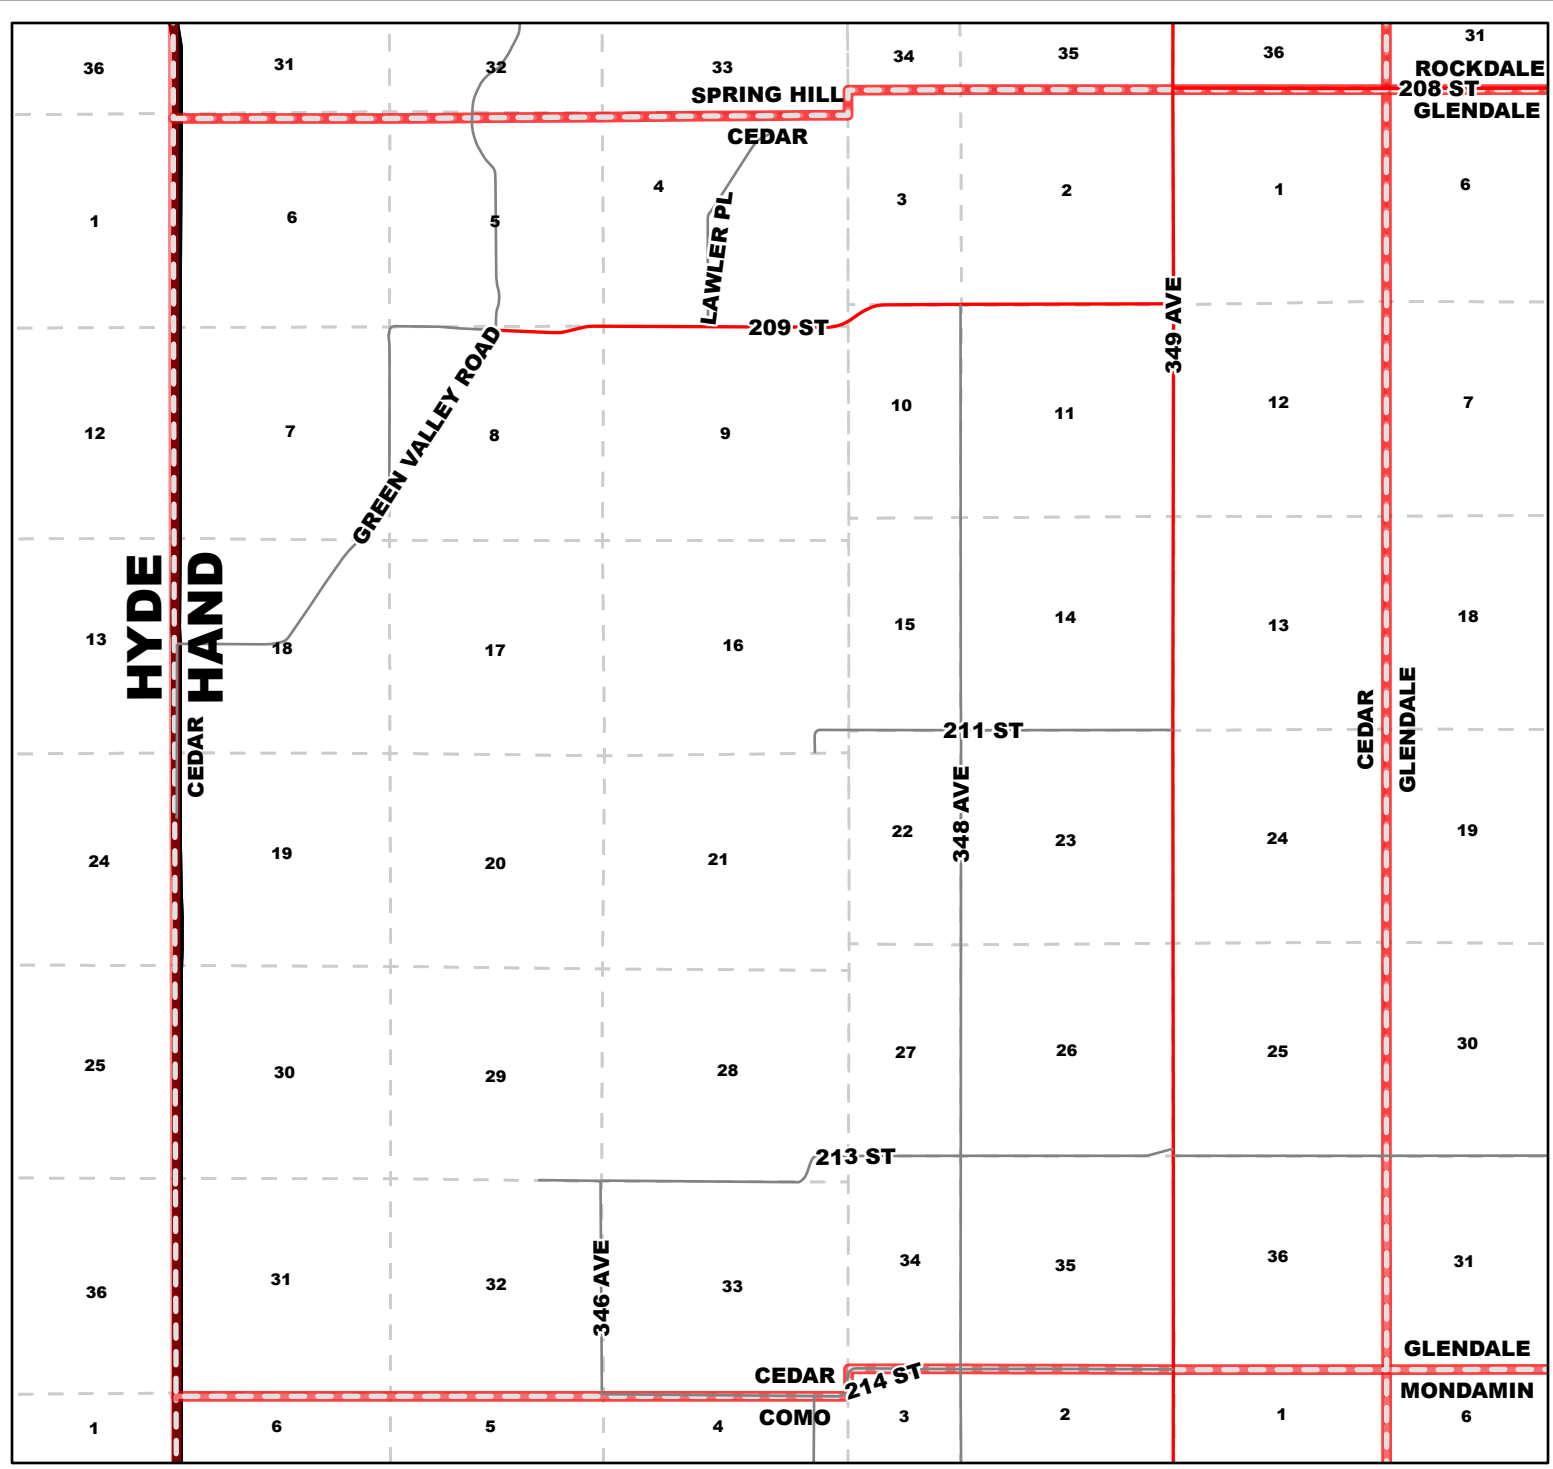 36 31 32 33 34 35 36 31
ROCKDALE
SPRING HILL
208 ST
GLENDALE
CEDAR
1 6 5 4 3 2 1 6
LAWLER PL
209 ST
349 AVE
GREEN VALLEY ROAD
12 7 8 9 10 11 12 7
HYDE
HAND
13 18 17 16 15 14 13 18
CEDAR
CEDAR
GLENDALE
211 ST
348 AVE
24 19 20 21 22 23 24 19
25 30 29 28 27 26 25 30
213 ST
346 AVE
36 31 32 33 34 35 36 31
GLENDALE
CEDAR
214 ST
MONDAMIN
COMO
1 6 5 4 3 2 1 6